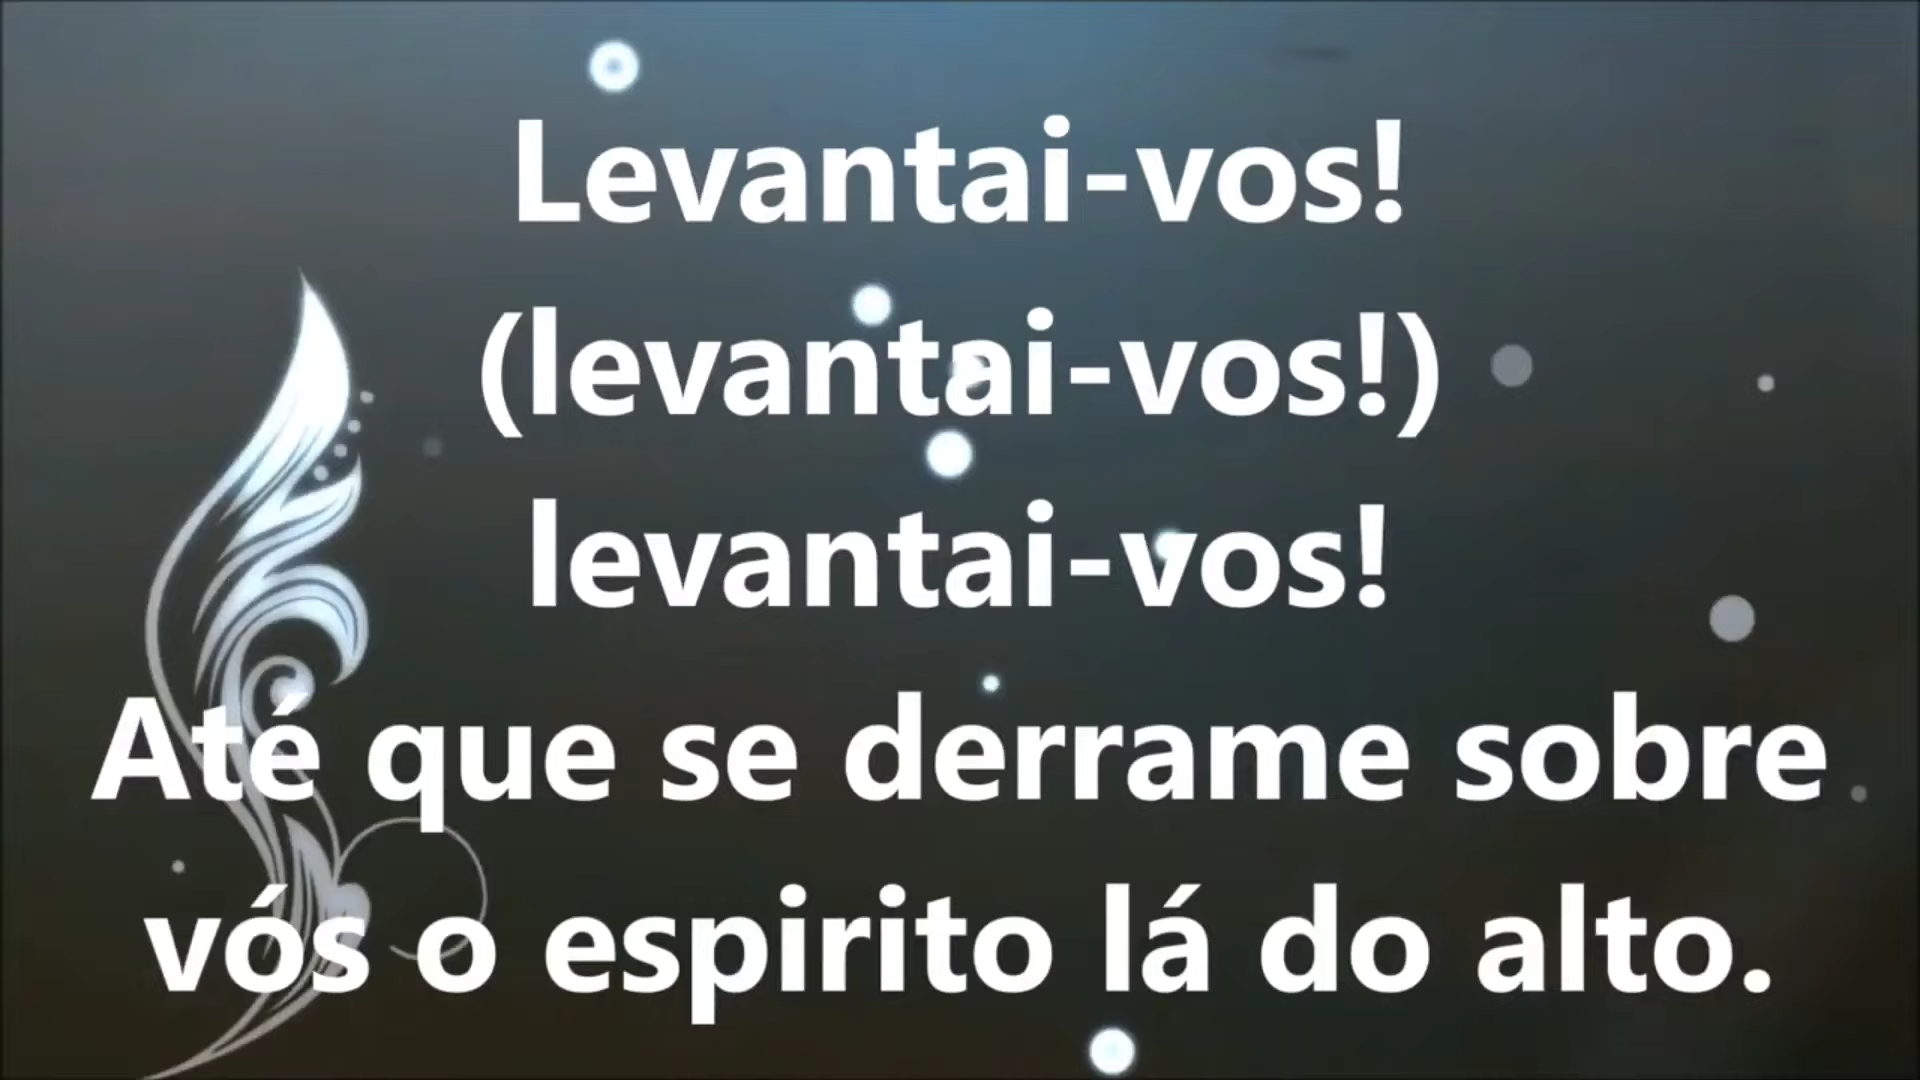 Levantai-vos!
(levantai-vos!)
levantai-vos!
Até que se derrame sobre
vós o espirito lá do alto.